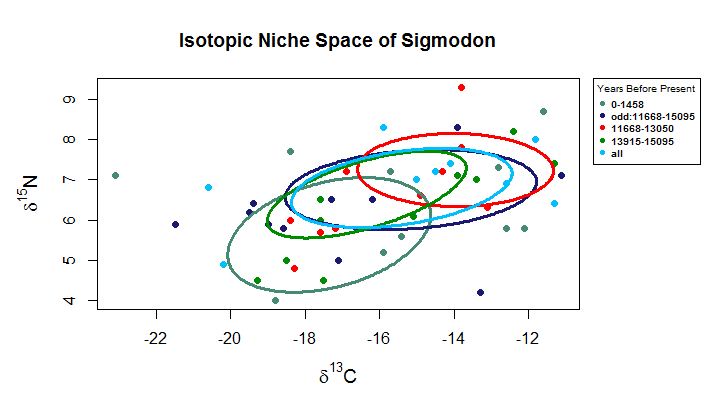 Isotopic Niche Space of Sigmodon
Years Before Present
0-1458
odd:11668-15095
11668-13050
13915-15095
all
δ15N
9
8
7
6
5
4
-22 -20 -18 -16 -14 -12
δ13C